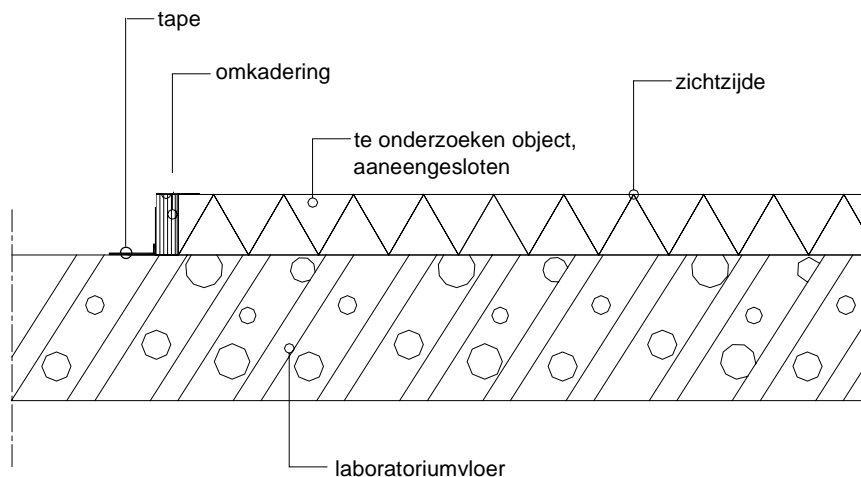 tape
omkadering
zichtzijde
te onderzoeken object,
aaneengesloten
laboratoriumvloer